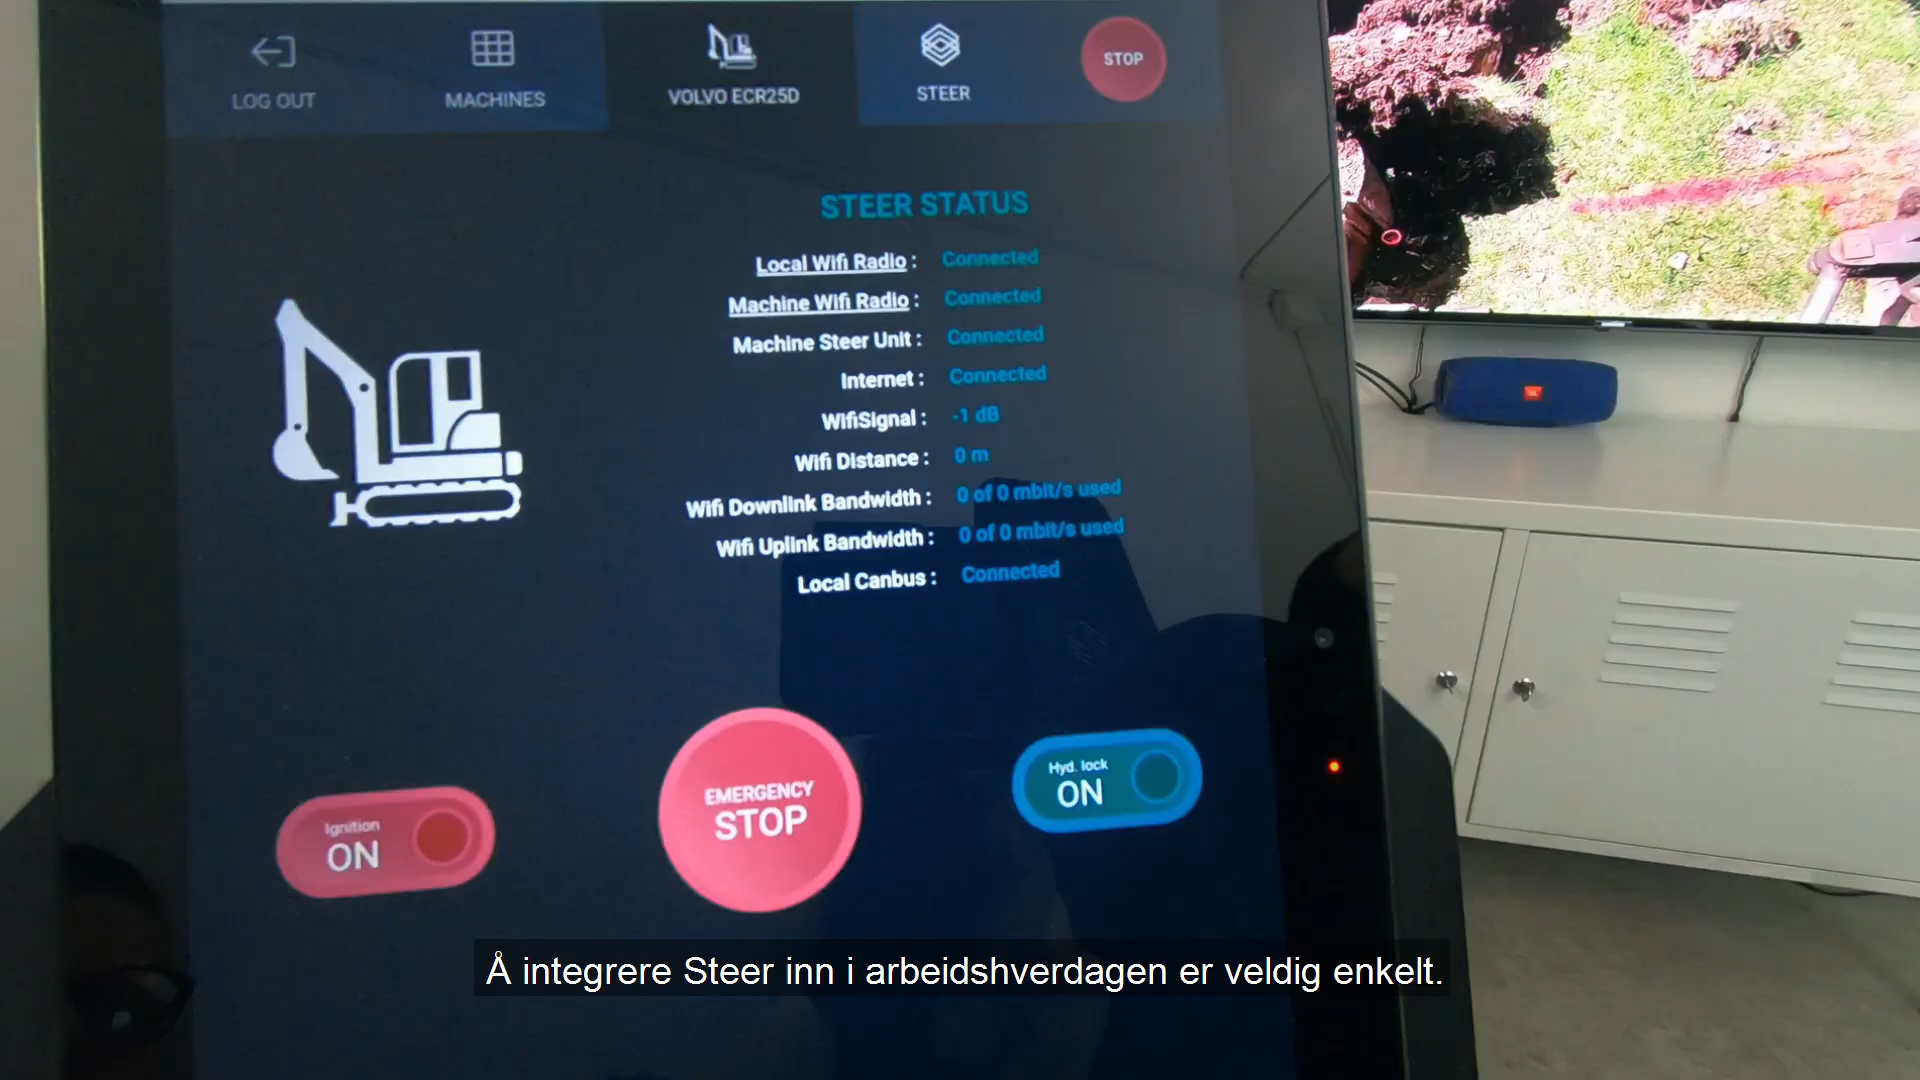 LOG OUT
MACHINES
VOLVO ECR25D
STEER
STOP
STEER STATUS
Local Wifi Radio : Connected
Machine Wifi Radio : Connected
Machine Steer Unit : Connected
Internet : Connected
WifiSignal : -1 dB
Wifi Distance : 0 m
Wifi Downlink Bandwidth : 0 of 0 mbit/s used
Wifi Uplink Bandwidth : 0 of 0 mbit/s used
Local Canbus : Connected
Ignition
ON
EMERGENCY
STOP
Hyd. lock
ON
JBL
Å integrere Steer inn i arbeidshverdagen er veldig enkelt.